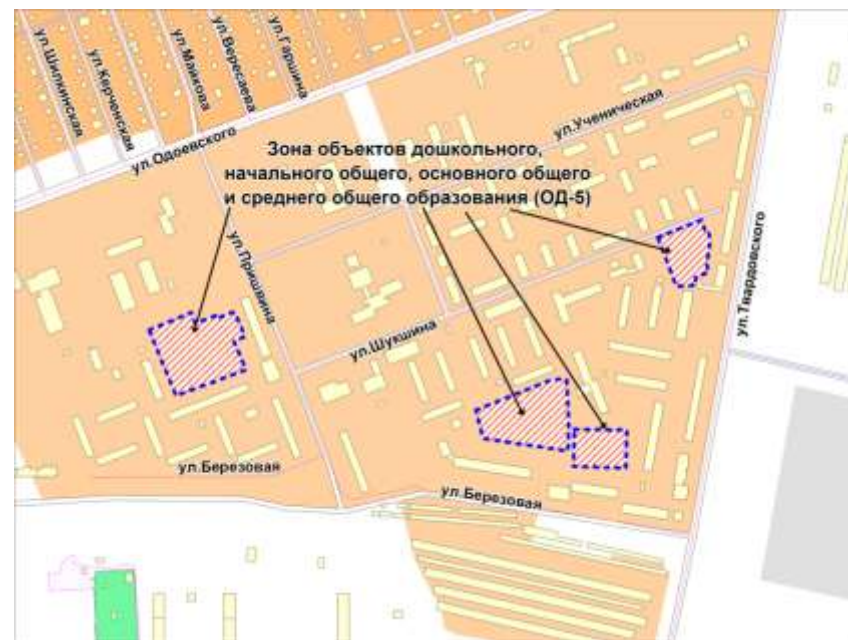 ул.Шилкинская
ул.Керченская
ул.Майкова
ул.Вересаева
ул.Гаршина
ул.Одоевского
ул.Ученическая
Зона объектов дошкольного,
начального общего, основного общего
и среднего общего образования (ОД-5)
ул.Пришвина
ул.Твардовского
ул.Шукшина
ул.Березовая
ул.Березовая